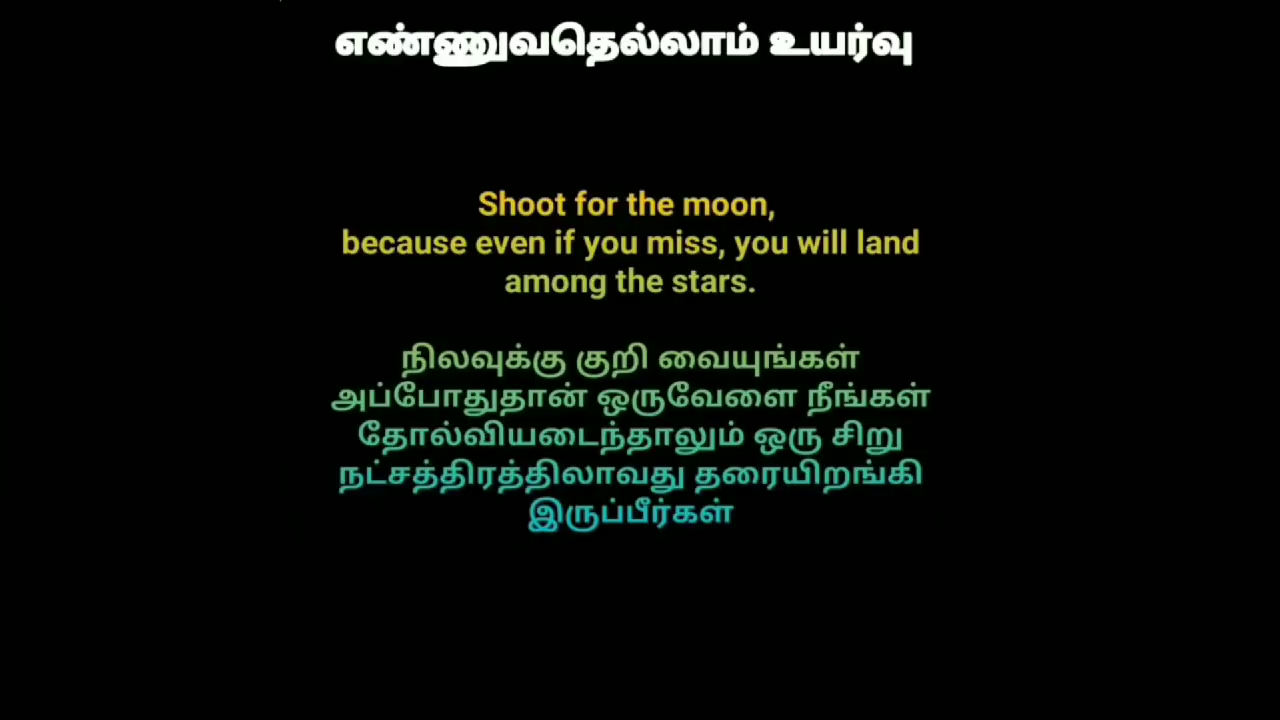 எண்ணுவதெல்லாம் உயர்வு
Shoot for the moon,
because even if you miss, you will land
among the stars.
நிலவுக்கு குறி வையுங்கள்
அப்போதுதான் ஒருவேளை நீங்கள்
தோல்வியடைந்தாலும் ஒரு சிறு
நட்சத்திரத்திலாவது தரையிறங்கி
இருப்பீர்கள்